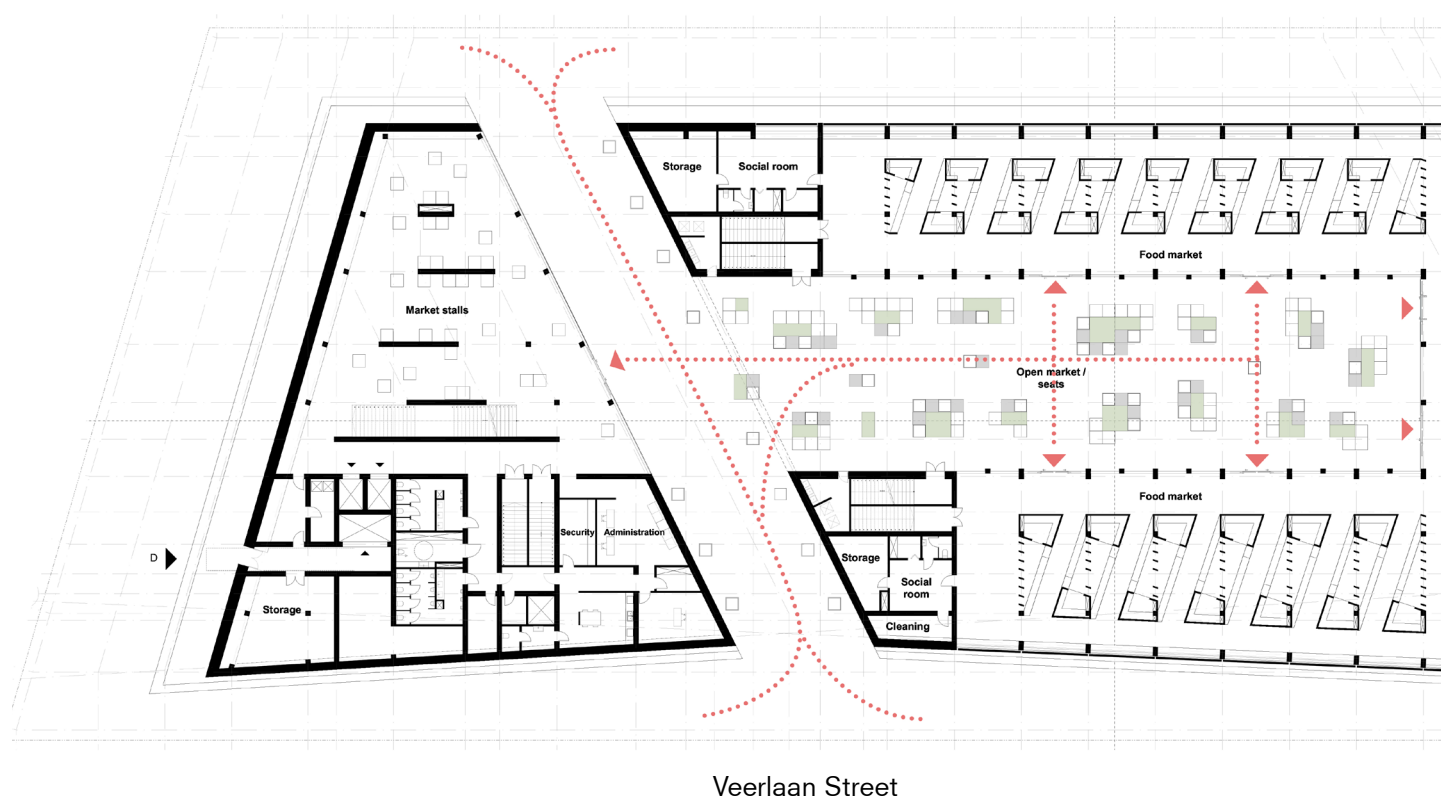 Storage
Social room
Food market
Market stalls
Open market /
seats
Food market
Security
Administration
D
Storage
Social
room
Storage
Cleaning
Veerlaan Street